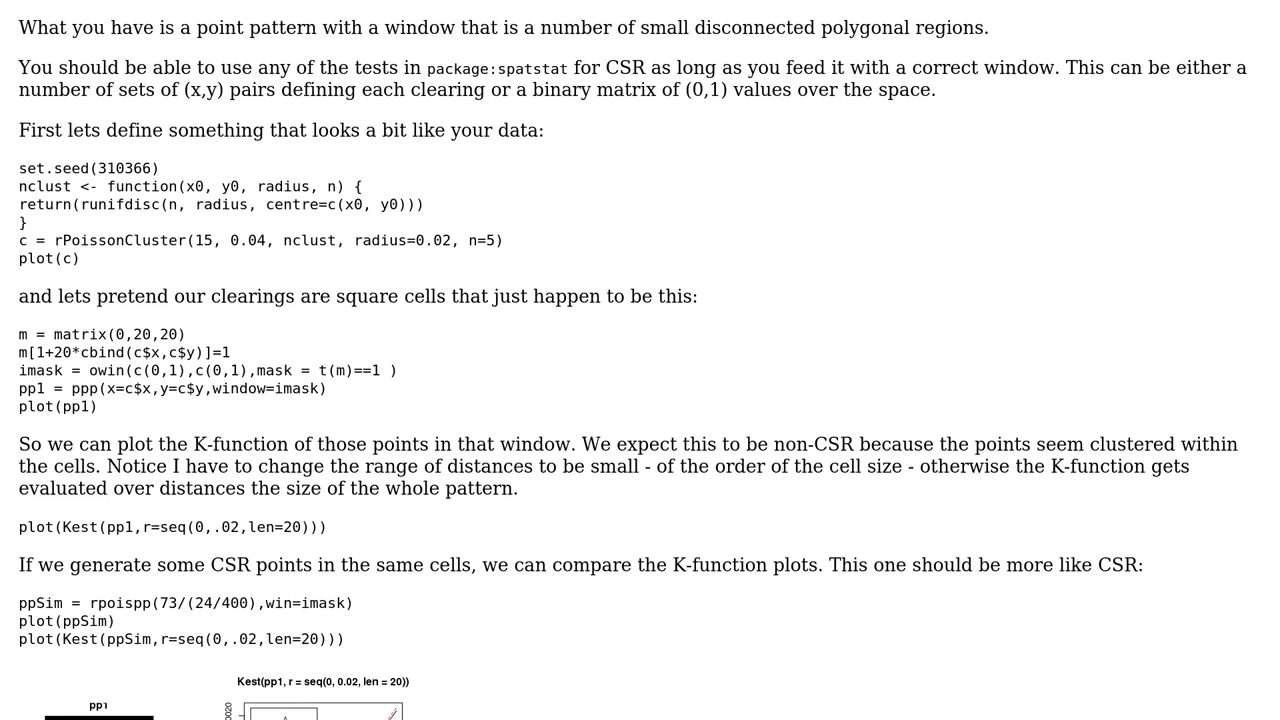 What you have is a point pattern with a window that is a number of small disconnected polygonal regions.
You should be able to use any of the tests in package:spatstat for CSR as long as you feed it with a correct window. This can be either a
number of sets of (x,y) pairs defining each clearing or a binary matrix of (0,1) values over the space.
First lets define something that looks a bit like your data:
set.seed(310366)
nclust <- function(x0, y0, radius, n) {
return(runifdisc(n, radius, centre=c(x0, y0)))
}
c = rPoissonCluster(15, 0.04, nclust, radius=0.02, n=5)
plot(c)
and lets pretend our clearings are square cells that just happen to be this:
m = matrix(0,20,20)
m[1+20*cbind(c$x,c$y)]=1
imask = owin(c(0,1),c(0,1),mask = t(m)==1 )
pp1 = ppp(x=c$x,y=c$y,window=imask)
plot(pp1)
So we can plot the K-function of those points in that window. We expect this to be non-CSR because the points seem clustered within
the cells. Notice I have to change the range of distances to be small - of the order of the cell size - otherwise the K-function gets
evaluated over distances the size of the whole pattern.
plot(Kest(pp1,r=seq(0,.02,len=20)))
If we generate some CSR points in the same cells, we can compare the K-function plots. This one should be more like CSR:
ppSim = rpoispp(73/(24/400),win=imask)
plot(ppSim)
plot(Kest(ppSim,r=seq(0,.02,len=20)))
Kest(pp1, r = seq(0, 0.02, len = 20))
pp1